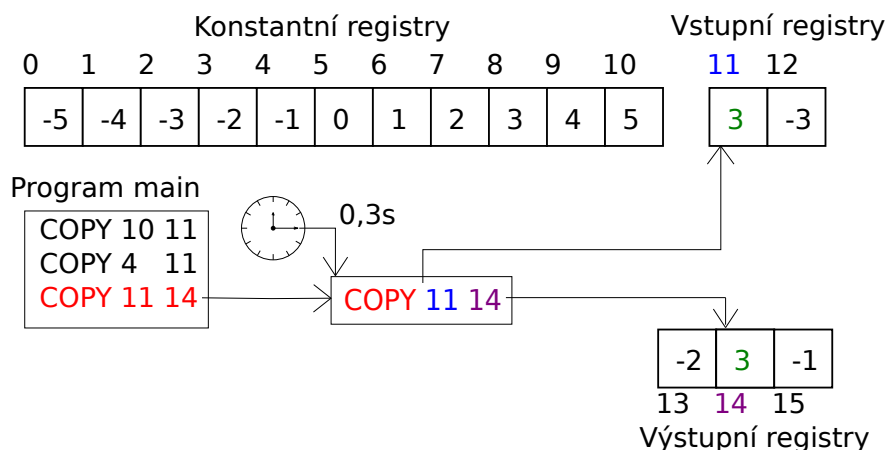 Konstantní registry
0 1 2 3 4 5 6 7 8 9 10
-5 -4 -3 -2 -1 0 1 2 3 4 5
Vstupní registry
11 12
3 -3
Program main
COPY 10 11
COPY 4 11
COPY 11 14
0,3s
COPY 11 14
-2 3 -1
13 14 15
Výstupní registry